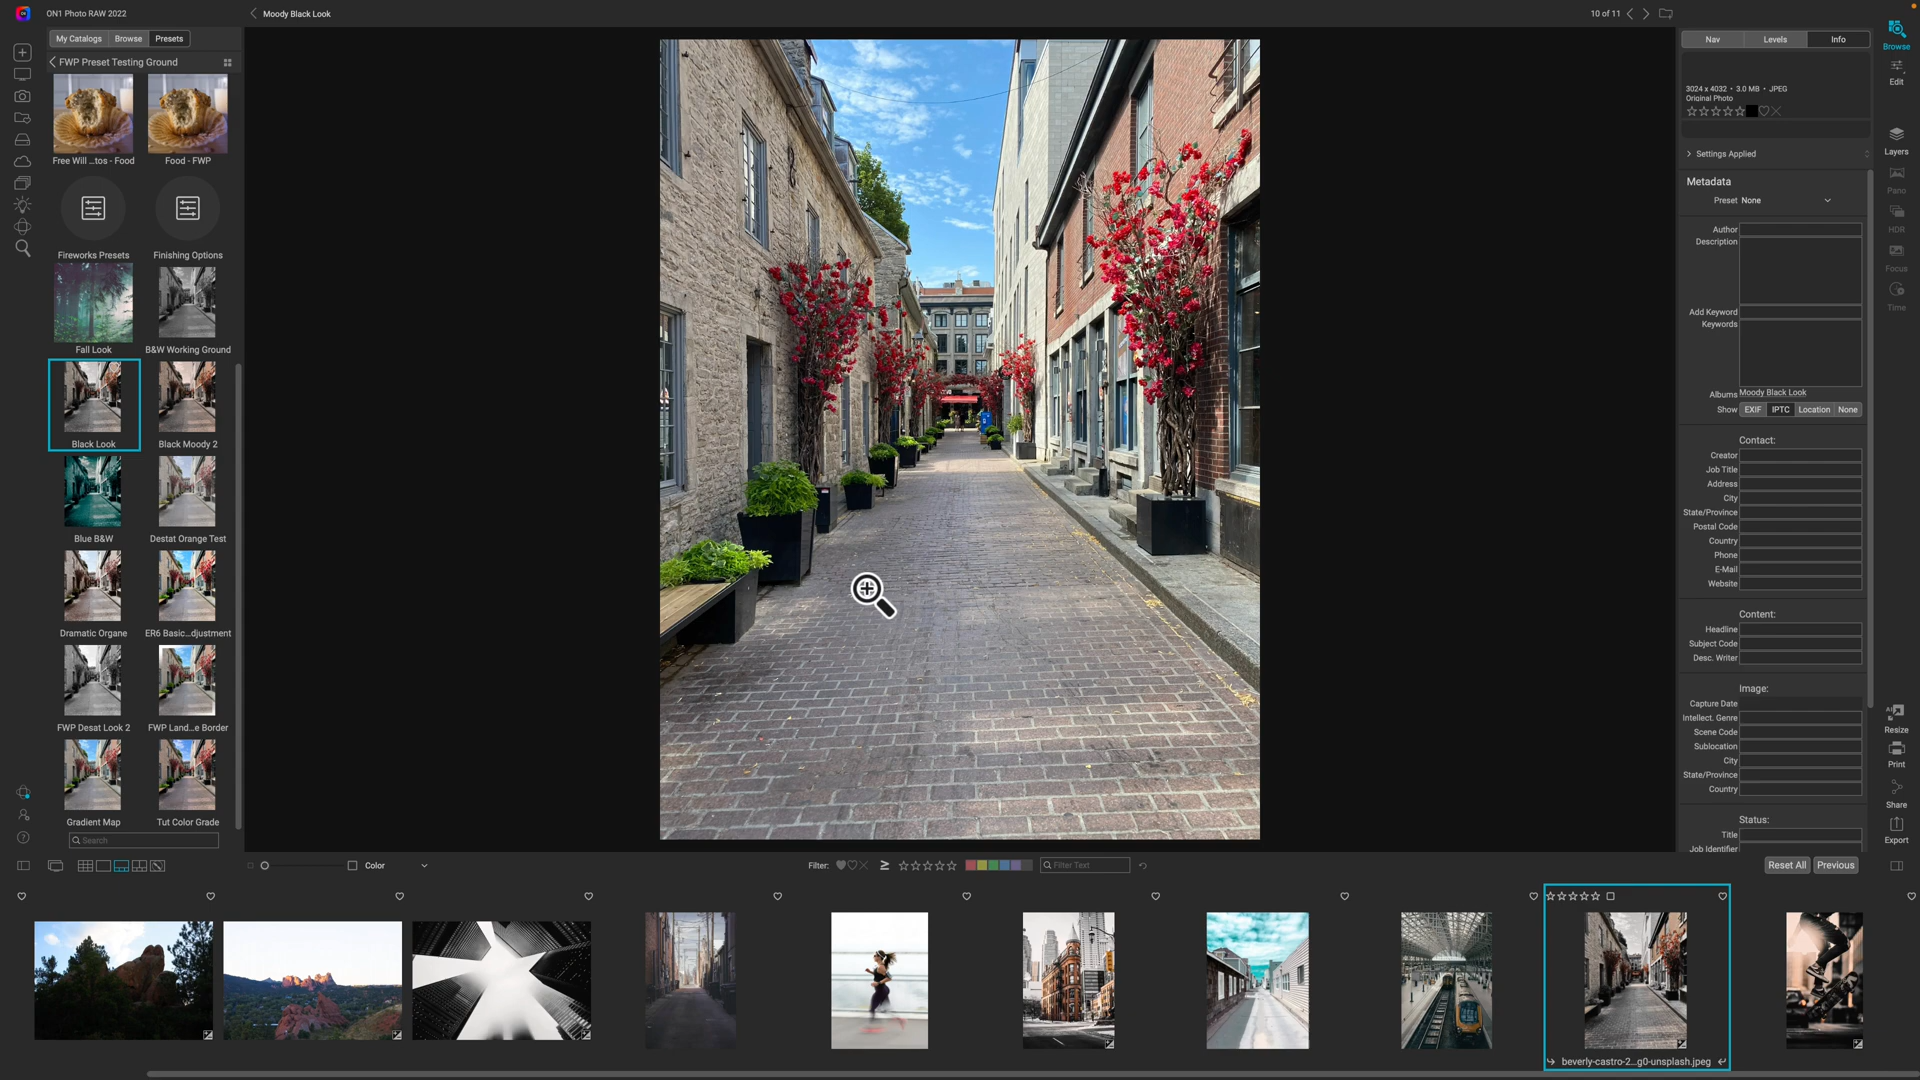 ON1 Photo RAW 2022
Moody Black Look
10 of 11
My Catalogs Browse Presets
FWP Preset Testing Ground
Free Will ...tos - Food
Food - FWP
Fireworks Presets
Finishing Options
Fall Look
B&W Working Ground
Black Look
Black Moody 2
Blue B&W
Destat Orange Test
Dramatic Organe
ER6 Basic...djustment
FWP Desat Look 2
FWP Land...e Border
Gradient Map
Tut Color Grade
Search
Nav Levels Info
3024 x 4032 • 3.0 MB • JPEG
Original Photo
Settings Applied
Metadata
Preset None
Author
Description
Add Keyword
Keywords
Albums Moody Black Look
Show EXIF IPTC Location None
Contact:
Creator
Job Title
Address
City
State/Province
Postal Code
Country
Phone
E-Mail
Website
Content:
Headline
Subject Code
Desc. Writer
Image:
Capture Date
Intellect. Genre
Scene Code
Sublocation
City
State/Province
Country
Status:
Title
Job Identifier
Browse
Edit
Layers
Pano
HDR
Focus
Time
Resize
Print
Share
Export
Color
Filter:
Filter Text
Reset All Previous
beverly-castro-2...g0-unsplash.jpeg